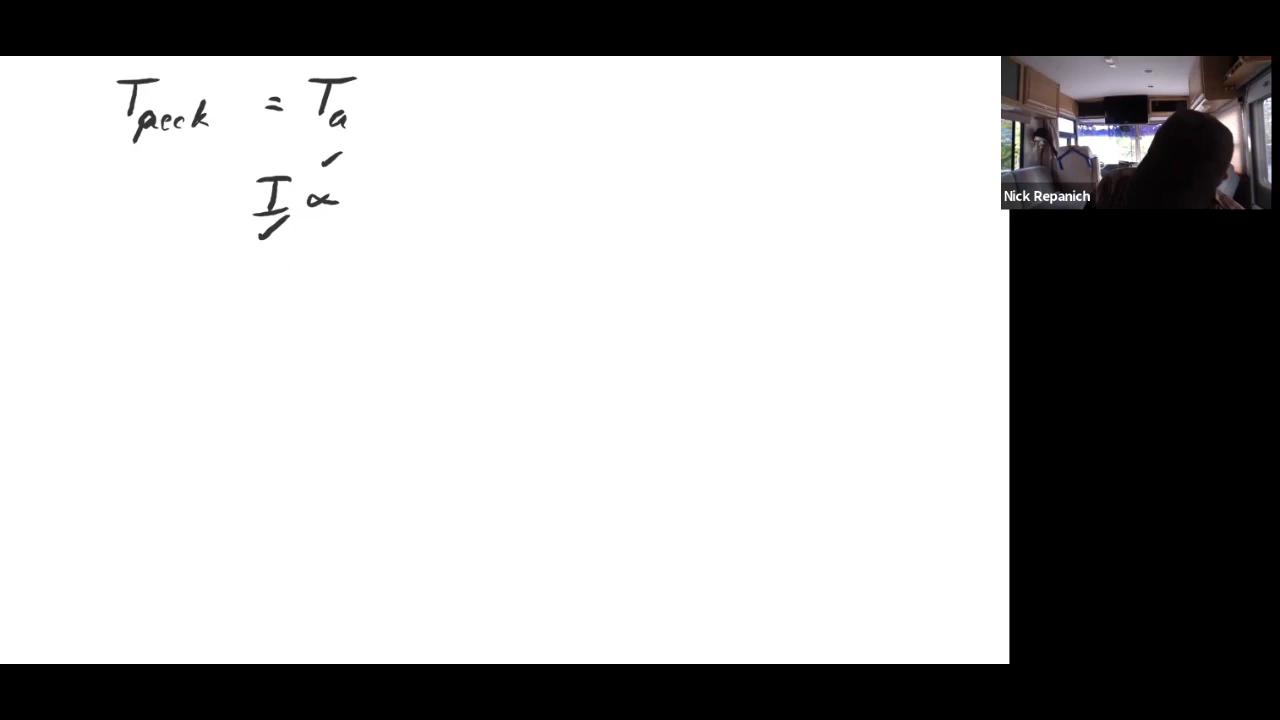 T_peck = T_a
I ∝
Nick Repanich